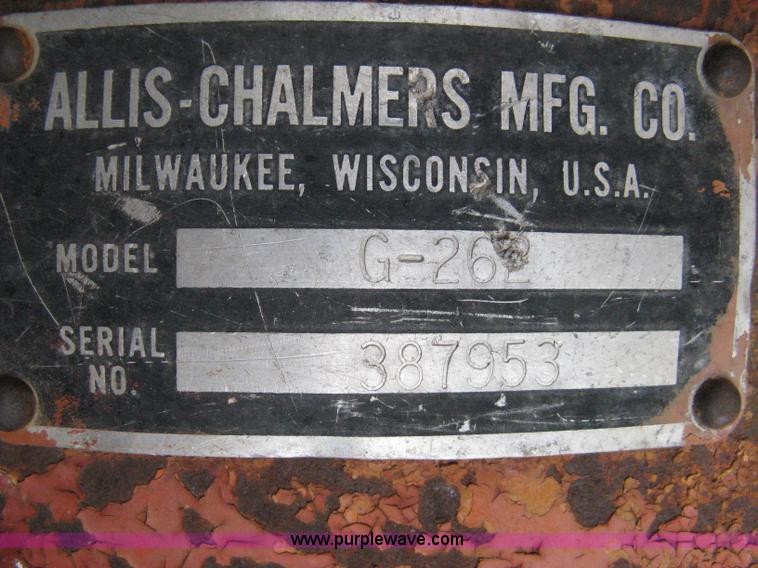 ALLIS-CHALMERS MFG. CO.
MILWAUKEE, WISCONSIN, U.S.A.
MODEL G-262
SERIAL NO. 387953
www.purplewave.com